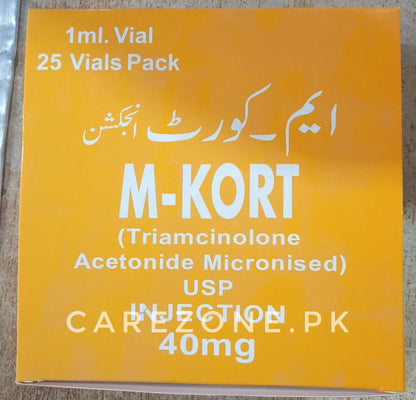 1ml. Vial
25 Vials Pack
ایم ۔ کورٹ انجکشن
M-KORT
(Triamcinolone
Acetonide Micronised)
USP
INJECTION
CAREZONE.PK
40mg